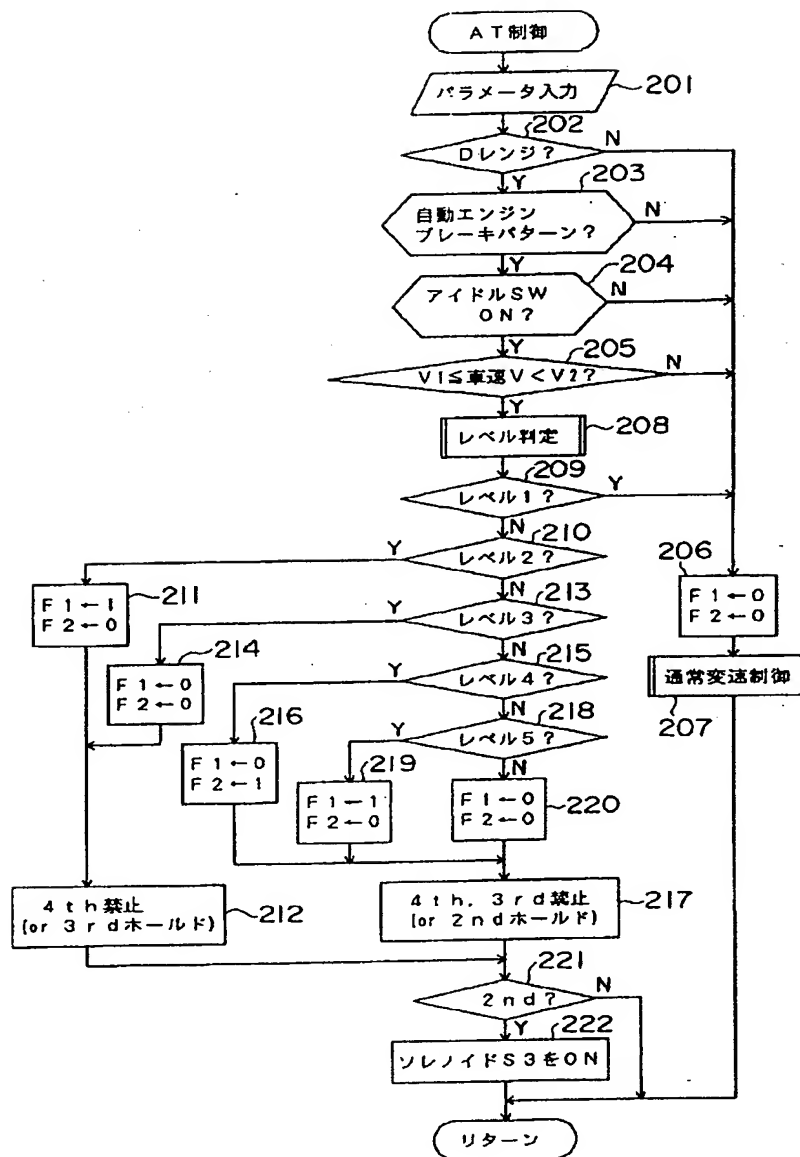 AT制御
パラメータ入力
201
202
Dレンジ?
N
Y
203
自動エンジン
ブレーキパターン?
N
Y
204
アイドルSW
ON?
N
Y
205
V1≦車速V<V2?
N
Y
レベル判定
208
209
レベル1?
Y
N
210
レベル2?
Y
N
206
F1←0
F2←0
211
F1←1
F2←0
213
レベル3?
Y
N
214
F1←0
F2←0
215
レベル4?
Y
N
通常変速制御
207
216
F1←0
F2←1
218
レベル5?
Y
N
219
F1←1
F2←0
F1←0
F2←0
220
4th禁止
(or 3rdホールド)
212
4th, 3rd禁止
(or 2ndホールド)
217
221
2nd?
N
Y
222
ソレノイドS3をON
リターン